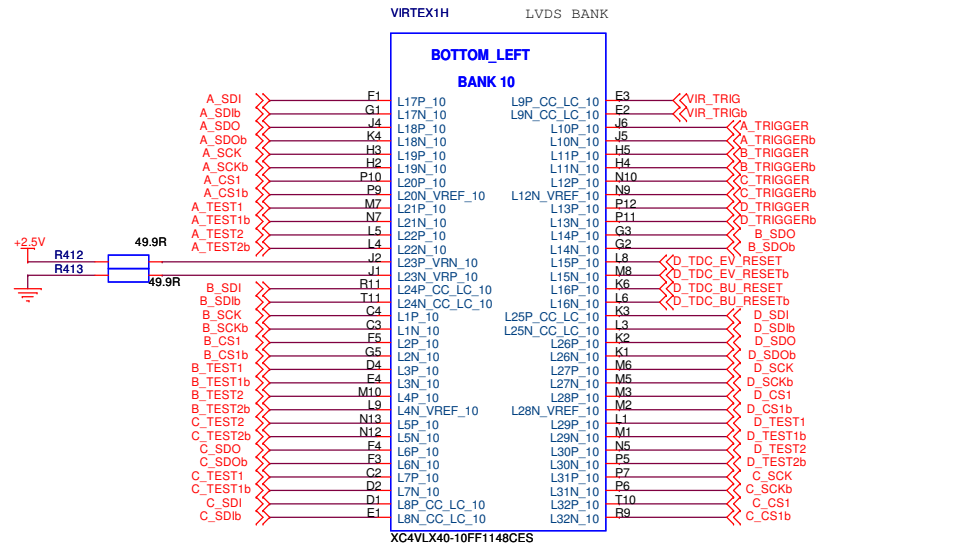 VIRTEX1H LVDS BANK
BOTTOM_LEFT
BANK 10
A_SDI F1 L17P_10 L9P_CC_LC_10 E3 VIR_TRIG
A_SDIb G1 L17N_10 L9N_CC_LC_10 E2 VIR_TRIGb
A_SDO J4 L18P_10 L10P_10 J6 A_TRIGGER
A_SDOb K4 L18N_10 L10N_10 J5 A_TRIGGERb
A_SCK H3 L19P_10 L11P_10 H5 B_TRIGGER
A_SCKb H2 L19N_10 L11N_10 H4 B_TRIGGERb
A_CS1 P10 L20P_10 L12P_10 N10 C_TRIGGER
A_CS1b P9 L20N_VREF_10 L12N_VREF_10 N9 C_TRIGGERb
A_TEST1 M7 L21P_10 L13P_10 P12 D_TRIGGER
A_TEST1b N7 L21N_10 L13N_10 P11 D_TRIGGERb
A_TEST2 L5 L22P_10 L14P_10 G3 B_SDO
A_TEST2b L4 L22N_10 L14N_10 G2 B_SDOb
+2.5V R412 49.9R J2 L23P_VRN_10 L15P_10 L8 D_TDC_EV_RESET
R413 49.9R J1 L23N_VRP_10 L15N_10 M8 D_TDC_EV_RESETb
B_SDI R11 L24P_CC_LC_10 L16P_10 K6 D_TDC_BU_RESET
B_SDIb T11 L24N_CC_LC_10 L16N_10 L6 D_TDC_BU_RESETb
B_SCK C4 L1P_10 L25P_CC_LC_10 K3 D_SDI
B_SCKb C3 L1N_10 L25N_CC_LC_10 L3 D_SDIb
B_CS1 F5 L2P_10 L26P_10 K2 D_SDO
B_CS1b G5 L2N_10 L26N_10 K1 D_SDOb
B_TEST1 D4 L3P_10 L27P_10 M6 D_SCK
B_TEST1b E4 L3N_10 L27N_10 M5 D_SCKb
B_TEST2 M10 L4P_10 L28P_10 M3 D_CS1
B_TEST2b L9 L4N_VREF_10 L28N_VREF_10 M2 D_CS1b
C_TEST2 N13 L5P_10 L29P_10 L1 D_TEST1
C_TEST2b N12 L5N_10 L29N_10 M1 D_TEST1b
C_SDO F4 L6P_10 L30P_10 N5 D_TEST2
C_SDOb F3 L6N_10 L30N_10 P5 D_TEST2b
C_TEST1 C2 L7P_10 L31P_10 P7 C_SCK
C_TEST1b D2 L7N_10 L31N_10 P6 C_SCKb
C_SDI D1 L8P_CC_LC_10 L32P_10 T10 C_CS1
C_SDIb E1 L8N_CC_LC_10 L32N_10 R9 C_CS1b
XC4VLX40-10FF1148CES